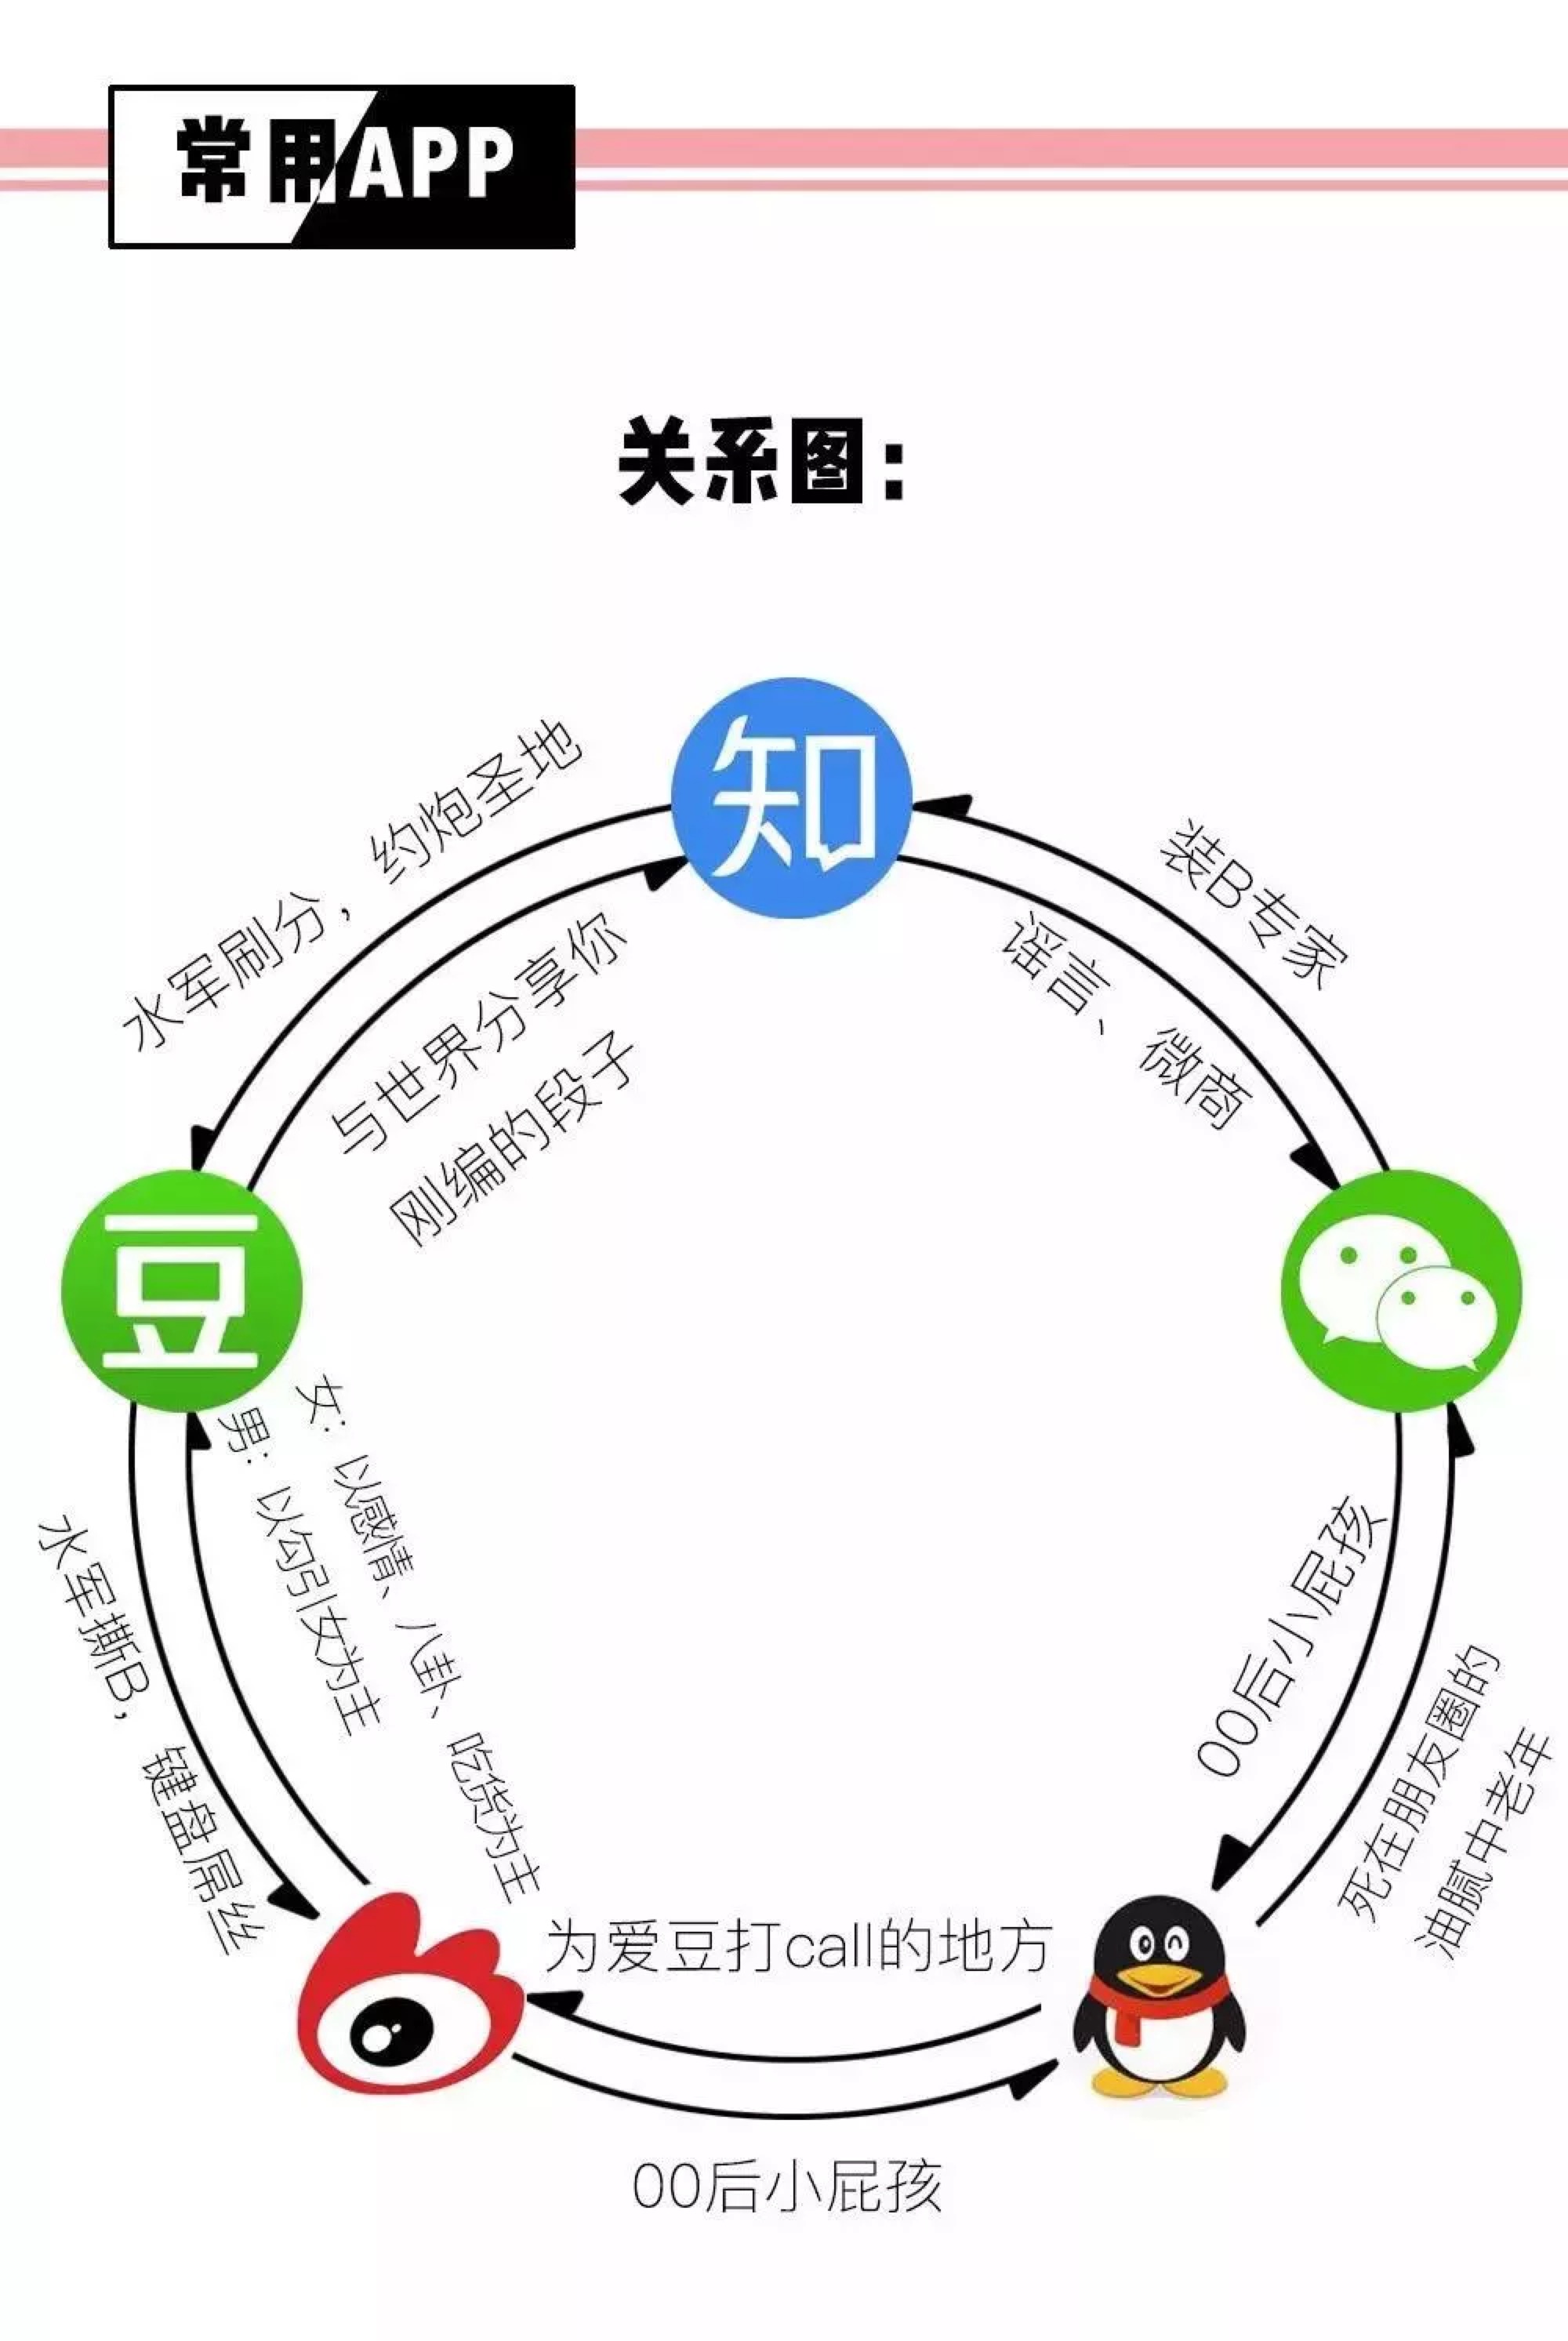 常用APP
关系图：
知
水军刷分，约炮圣地
与世界分享你
刚编的段子
装B专家
谣言、微商
豆
女：以感情、八卦、吃货为主
男：以勾引女为主
水军撕B，键盘屌丝
00后小屁孩
死在朋友圈的
油腻中老年
为爱豆打call的地方
00后小屁孩